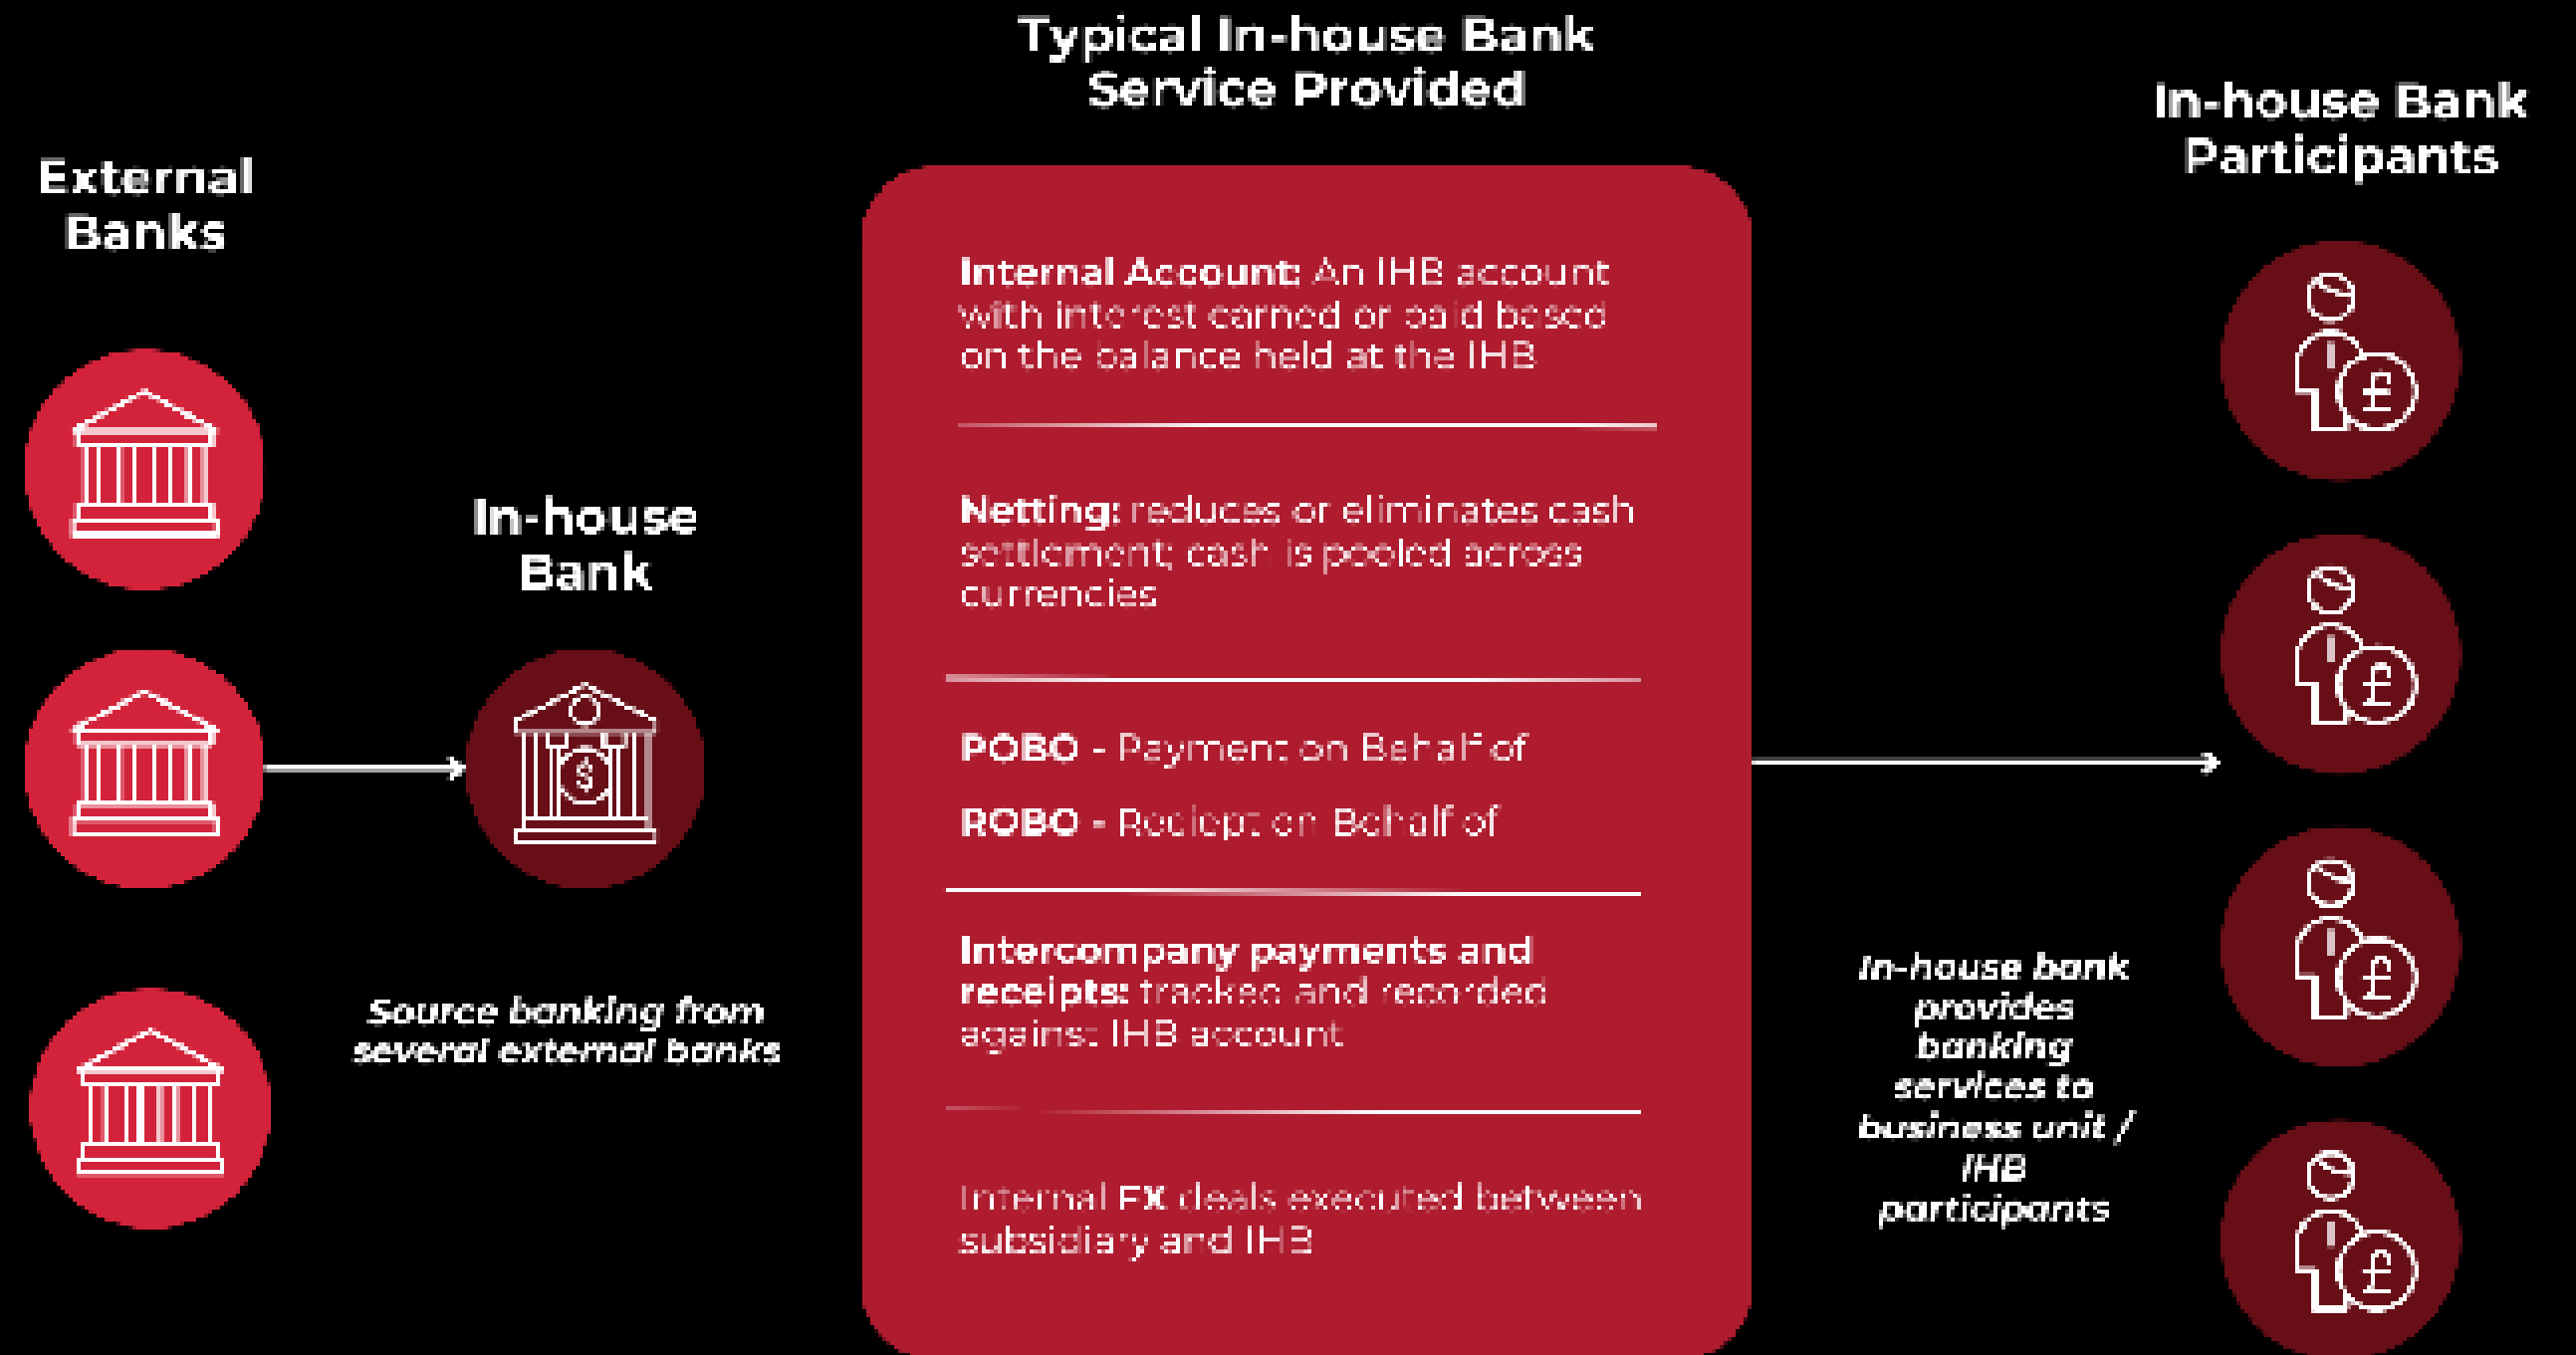 Typical In-house Bank
Service Provided
In-house Bank
Participants
External
Banks
In-house
Bank
Source banking from
several external banks
Internal Account: An IHB account
with interest earned or paid based
on the balance held at the IHB
Netting: reduces or eliminates cash
settlement; cash is pooled across
currencies
POBO - Payment on Behalf of
ROBO - Reciept on Behalf of
Intercompany payments and
receipts: tracked and recorded
against IHB account
Internal FX deals executed between
subsidiary and IHB
In-house bank
provides
banking
services to
business unit /
IHB
participants
$
£
£
£
£